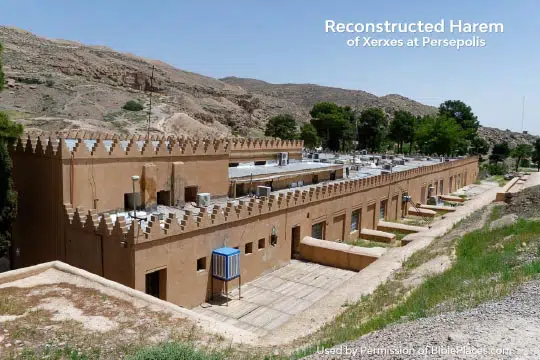 Reconstructed Harem
of Xerxes at Persepolis
Used by Permission of BiblePlaces.com